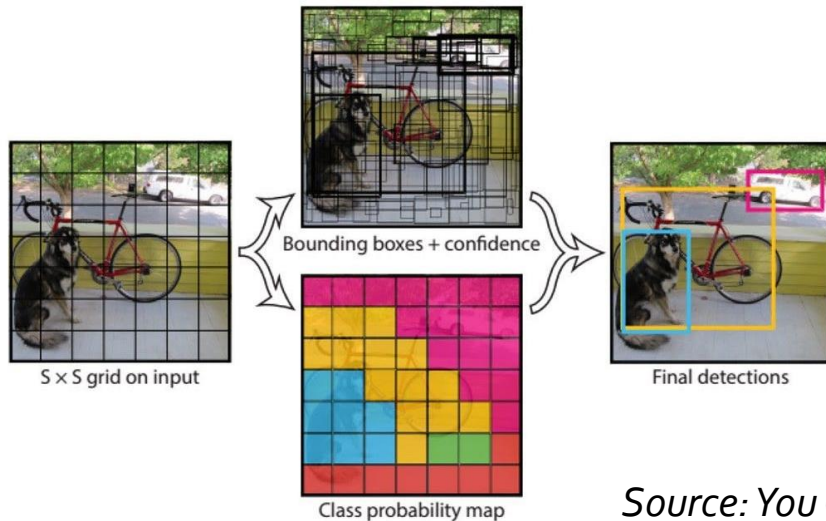 Bounding boxes + confidence
S × S grid on input
Final detections
Class probability map
Source: You